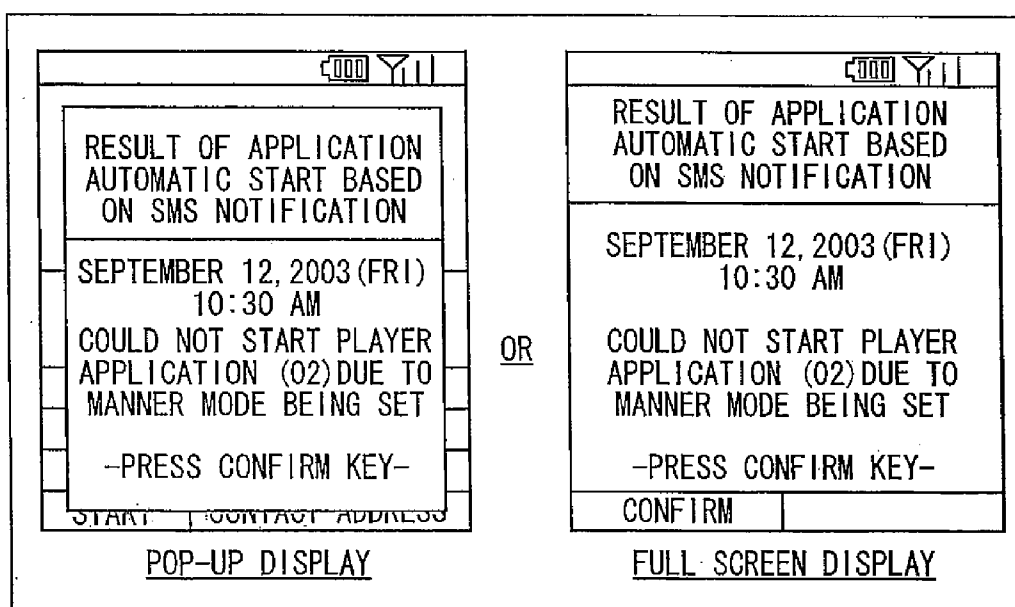 RESULT OF APPLICATION
AUTOMATIC START BASED
ON SMS NOTIFICATION
SEPTEMBER 12, 2003 (FRI)
10:30 AM
COULD NOT START PLAYER
APPLICATION (02) DUE TO
MANNER MODE BEING SET
-PRESS CONFIRM KEY-
START CONTACT ADDRESS
POP-UP DISPLAY
OR
RESULT OF APPLICATION
AUTOMATIC START BASED
ON SMS NOTIFICATION
SEPTEMBER 12, 2003 (FRI)
10:30 AM
COULD NOT START PLAYER
APPLICATION (02) DUE TO
MANNER MODE BEING SET
-PRESS CONFIRM KEY-
CONFIRM
FULL SCREEN DISPLAY